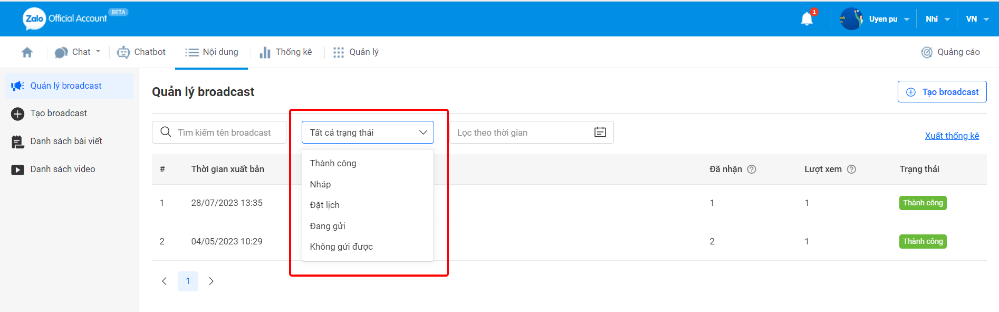 Zalo Official Account BETA
1
Uyen pu
Nhi
VN
Chat
Chatbot
Nội dung
Thống kê
Quản lý
Quảng cáo
Quản lý broadcast
Tạo broadcast
Danh sách bài viết
Danh sách video
Quản lý broadcast
Tạo broadcast
Tìm kiếm tên broadcast
Tất cả trạng thái
Lọc theo thời gian
Xuất thống kê
Thành công
Nháp
Đặt lịch
Đang gửi
Không gửi được
# Thời gian xuất bản Đã nhận ? Lượt xem ? Trạng thái
1 28/07/2023 13:35 1 1 Thành công
2 04/05/2023 10:29 2 1 Thành công
1